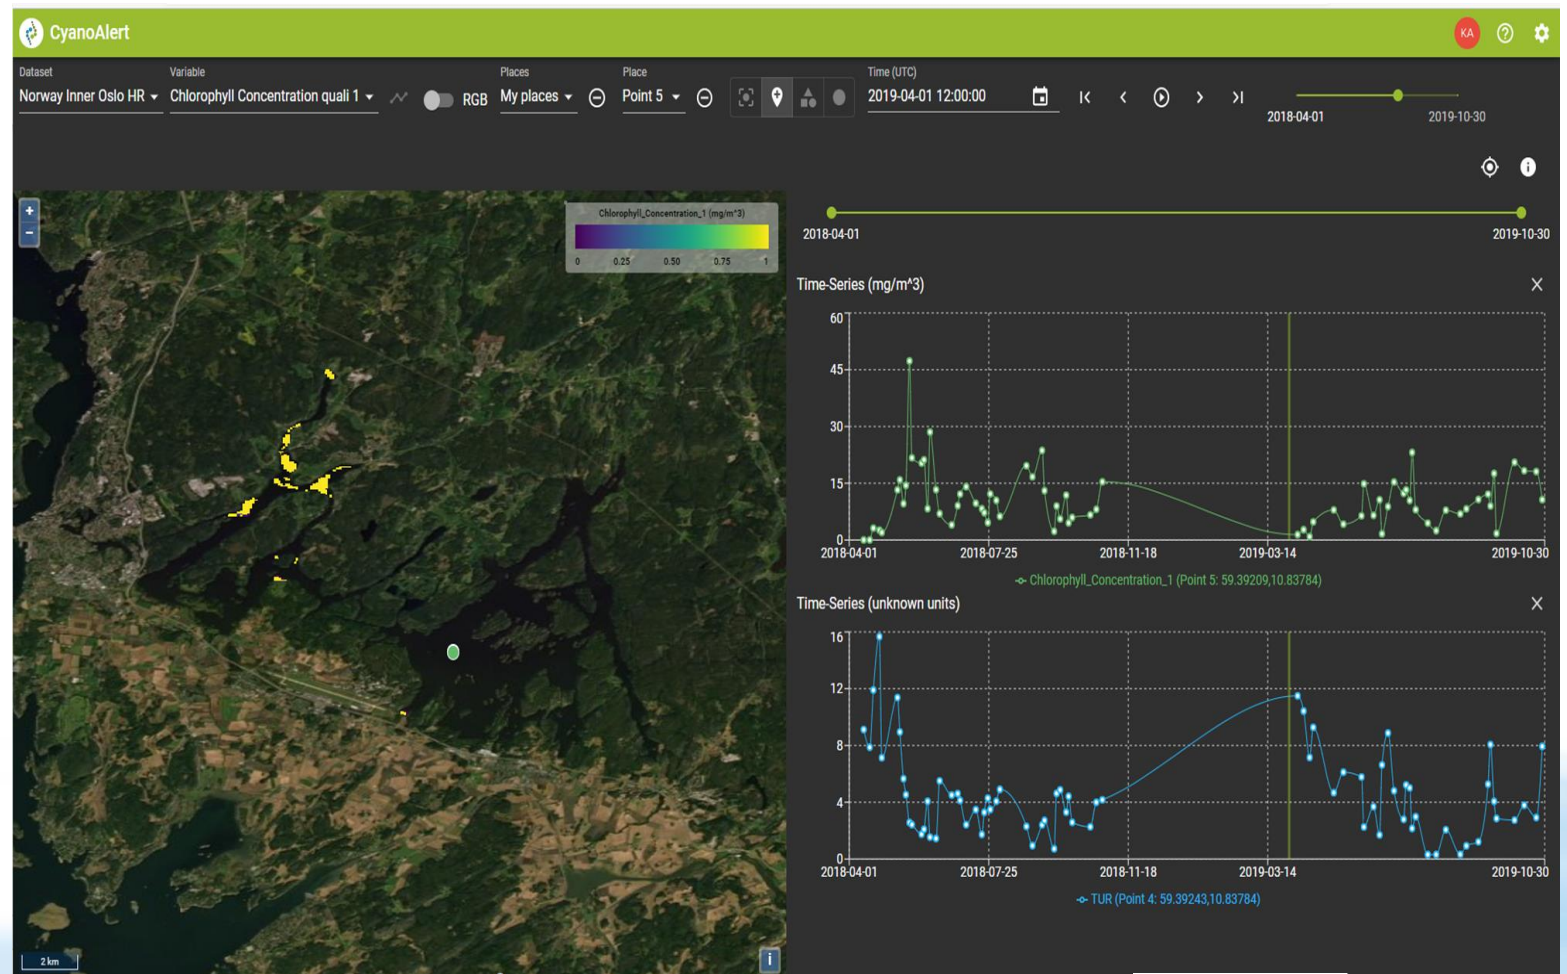 CyanoAlert
KA
Dataset
Norway Inner Oslo HR
Variable
Chlorophyll Concentration quali 1
RGB
Places
My places
Place
Point 5
Time (UTC)
2019-04-01 12:00:00
2018-04-01
2019-10-30
+
−
Chlorophyll_Concentration_1 (mg/m^3)
0 0.25 0.50 0.75 1
2 km
i
2018-04-01
2019-10-30
Time-Series (mg/m^3)
X
60
45
30
15
0
2018-04-01 2018-07-25 2018-11-18 2019-03-14 2019-10-30
Chlorophyll_Concentration_1 (Point 5: 59.39209,10.83784)
Time-Series (unknown units)
X
16
12
8
4
0
2018-04-01 2018-07-25 2018-11-18 2019-03-14 2019-10-30
TUR (Point 4: 59.39243,10.83784)